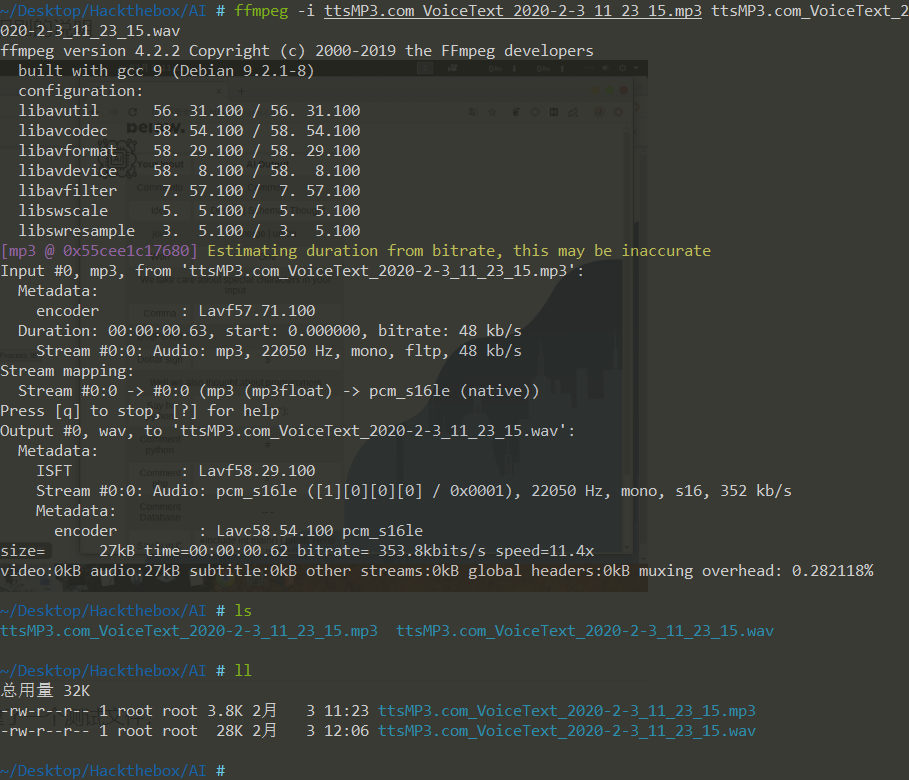 ~/Desktop/Hackthebox/AI # ffmpeg -i ttsMP3.com_VoiceText_2020-2-3_11_23_15.mp3 ttsMP3.com_VoiceText_2
020-2-3_11_23_15.wav
ffmpeg version 4.2.2 Copyright (c) 2000-2019 the FFmpeg developers
  built with gcc 9 (Debian 9.2.1-8)
  configuration:
  libavutil      56. 31.100 / 56. 31.100
  libavcodec     58. 54.100 / 58. 54.100
  libavformat    58. 29.100 / 58. 29.100
  libavdevice    58.  8.100 / 58.  8.100
  libavfilter     7. 57.100 /  7. 57.100
  libswscale      5.  5.100 /  5.  5.100
  libswresample   3.  5.100 /  3.  5.100
[mp3 @ 0x55cee1c17680] Estimating duration from bitrate, this may be inaccurate
Input #0, mp3, from 'ttsMP3.com_VoiceText_2020-2-3_11_23_15.mp3':
  Metadata:
    encoder         : Lavf57.71.100
  Duration: 00:00:00.63, start: 0.000000, bitrate: 48 kb/s
    Stream #0:0: Audio: mp3, 22050 Hz, mono, fltp, 48 kb/s
Stream mapping:
  Stream #0:0 -> #0:0 (mp3 (mp3float) -> pcm_s16le (native))
Press [q] to stop, [?] for help
Output #0, wav, to 'ttsMP3.com_VoiceText_2020-2-3_11_23_15.wav':
  Metadata:
    ISFT            : Lavf58.29.100
    Stream #0:0: Audio: pcm_s16le ([1][0][0][0] / 0x0001), 22050 Hz, mono, s16, 352 kb/s
    Metadata:
      encoder         : Lavc58.54.100 pcm_s16le
size=      27kB time=00:00:00.62 bitrate= 353.8kbits/s speed=11.4x
video:0kB audio:27kB subtitle:0kB other streams:0kB global headers:0kB muxing overhead: 0.282118%
~/Desktop/Hackthebox/AI # ls
ttsMP3.com_VoiceText_2020-2-3_11_23_15.mp3  ttsMP3.com_VoiceText_2020-2-3_11_23_15.wav
~/Desktop/Hackthebox/AI # ll
总用量 32K
-rw-r--r-- 1 root root 3.8K 2月   3 11:23 ttsMP3.com_VoiceText_2020-2-3_11_23_15.mp3
-rw-r--r-- 1 root root  28K 2月   3 12:06 ttsMP3.com_VoiceText_2020-2-3_11_23_15.wav
~/Desktop/Hackthebox/AI #